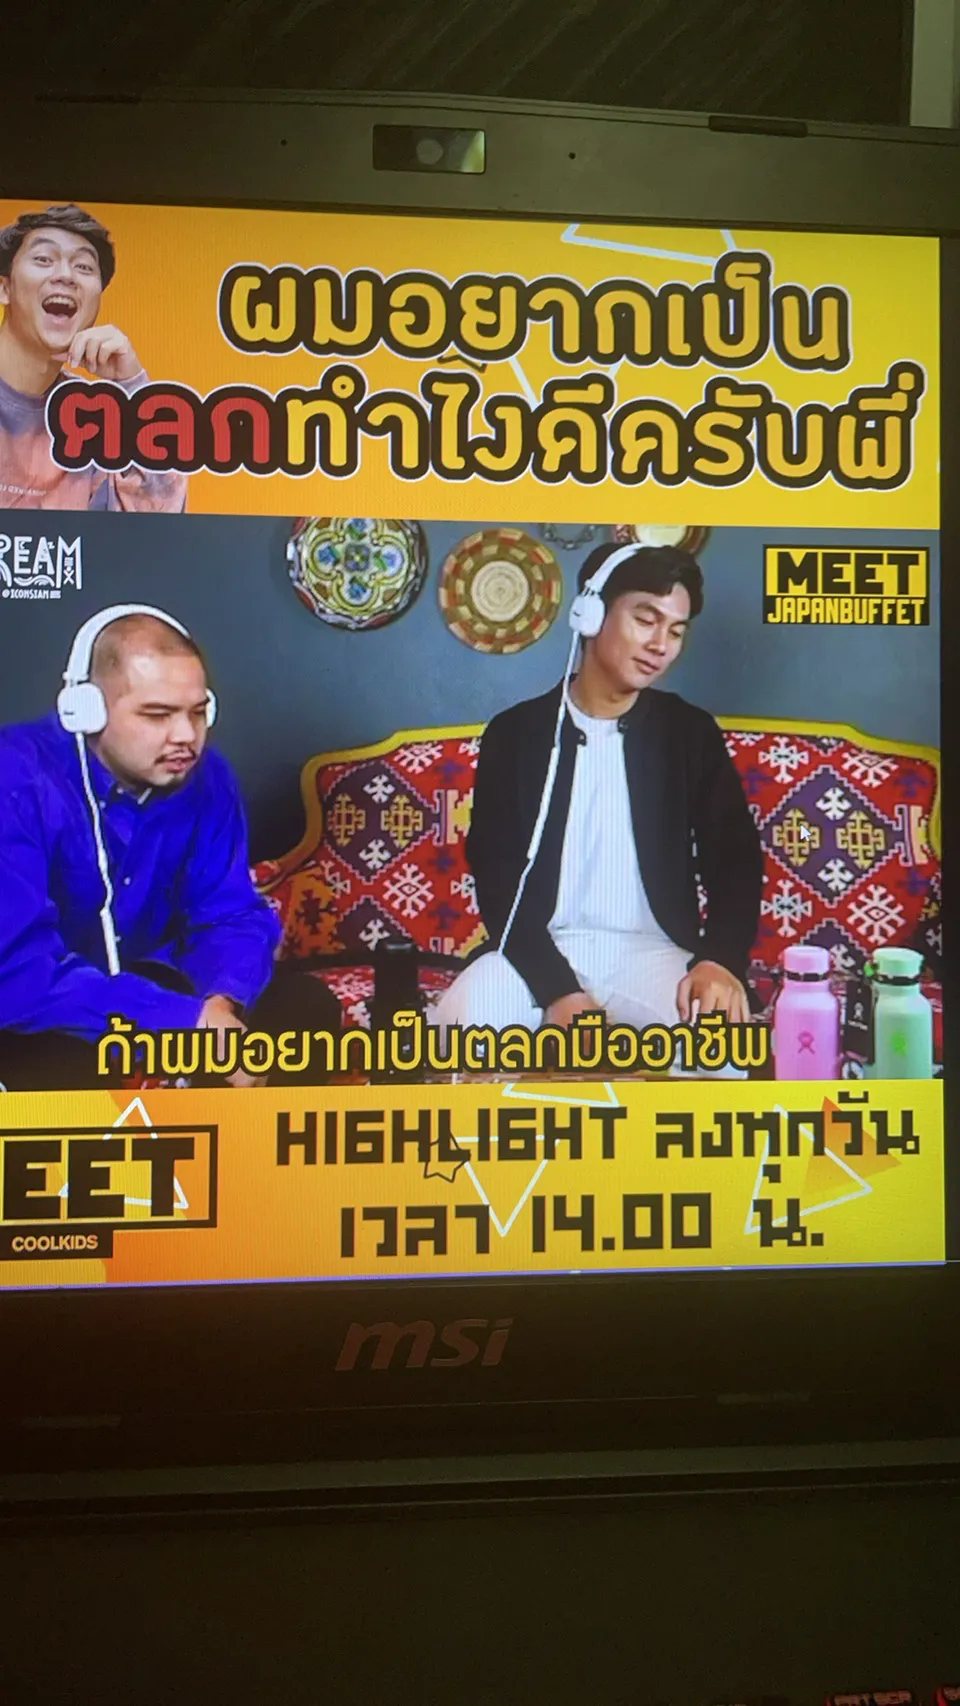 ผมอยากเป็น
ตลกทำไงดีครับพี่
REAM
@ICONSIAM
MEET
JAPANBUFFET
ถ้าผมอยากเป็นตลกมืออาชีพ
EET
COOLKIDS
HIGHLIGHT ลงทุกวัน
เวลา 14.00 น.
msi